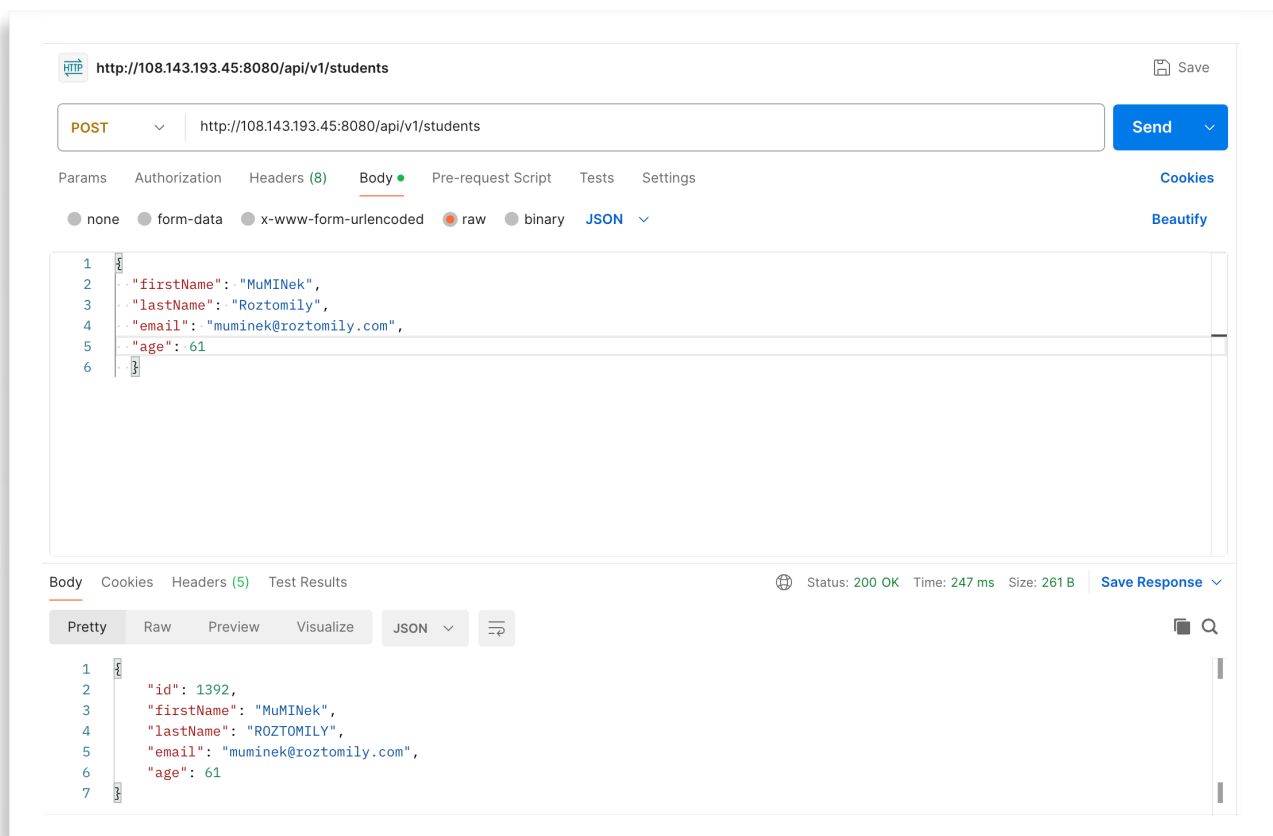 HTTP http://108.143.193.45:8080/api/v1/students Save
POST http://108.143.193.45:8080/api/v1/students Send
Params Authorization Headers (8) Body Pre-request Script Tests Settings Cookies
none form-data x-www-form-urlencoded raw binary JSON Beautify
1 {
2 "firstName": "MuMINek",
3 "lastName": "Roztomily",
4 "email": "muminek@roztomily.com",
5 "age": 61
6 }
Body Cookies Headers (5) Test Results Status: 200 OK Time: 247 ms Size: 261 B Save Response
Pretty Raw Preview Visualize JSON
1 {
2 "id": 1392,
3 "firstName": "MuMINek",
4 "lastName": "ROZTOMILY",
5 "email": "muminek@roztomily.com",
6 "age": 61
7 }